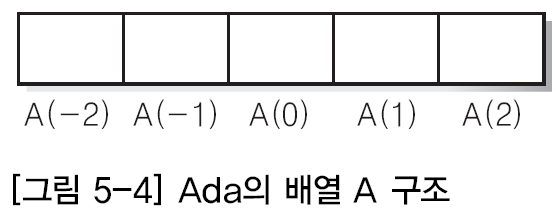 A(-2) A(-1) A(0) A(1) A(2)
[그림 5-4] Ada의 배열 A 구조